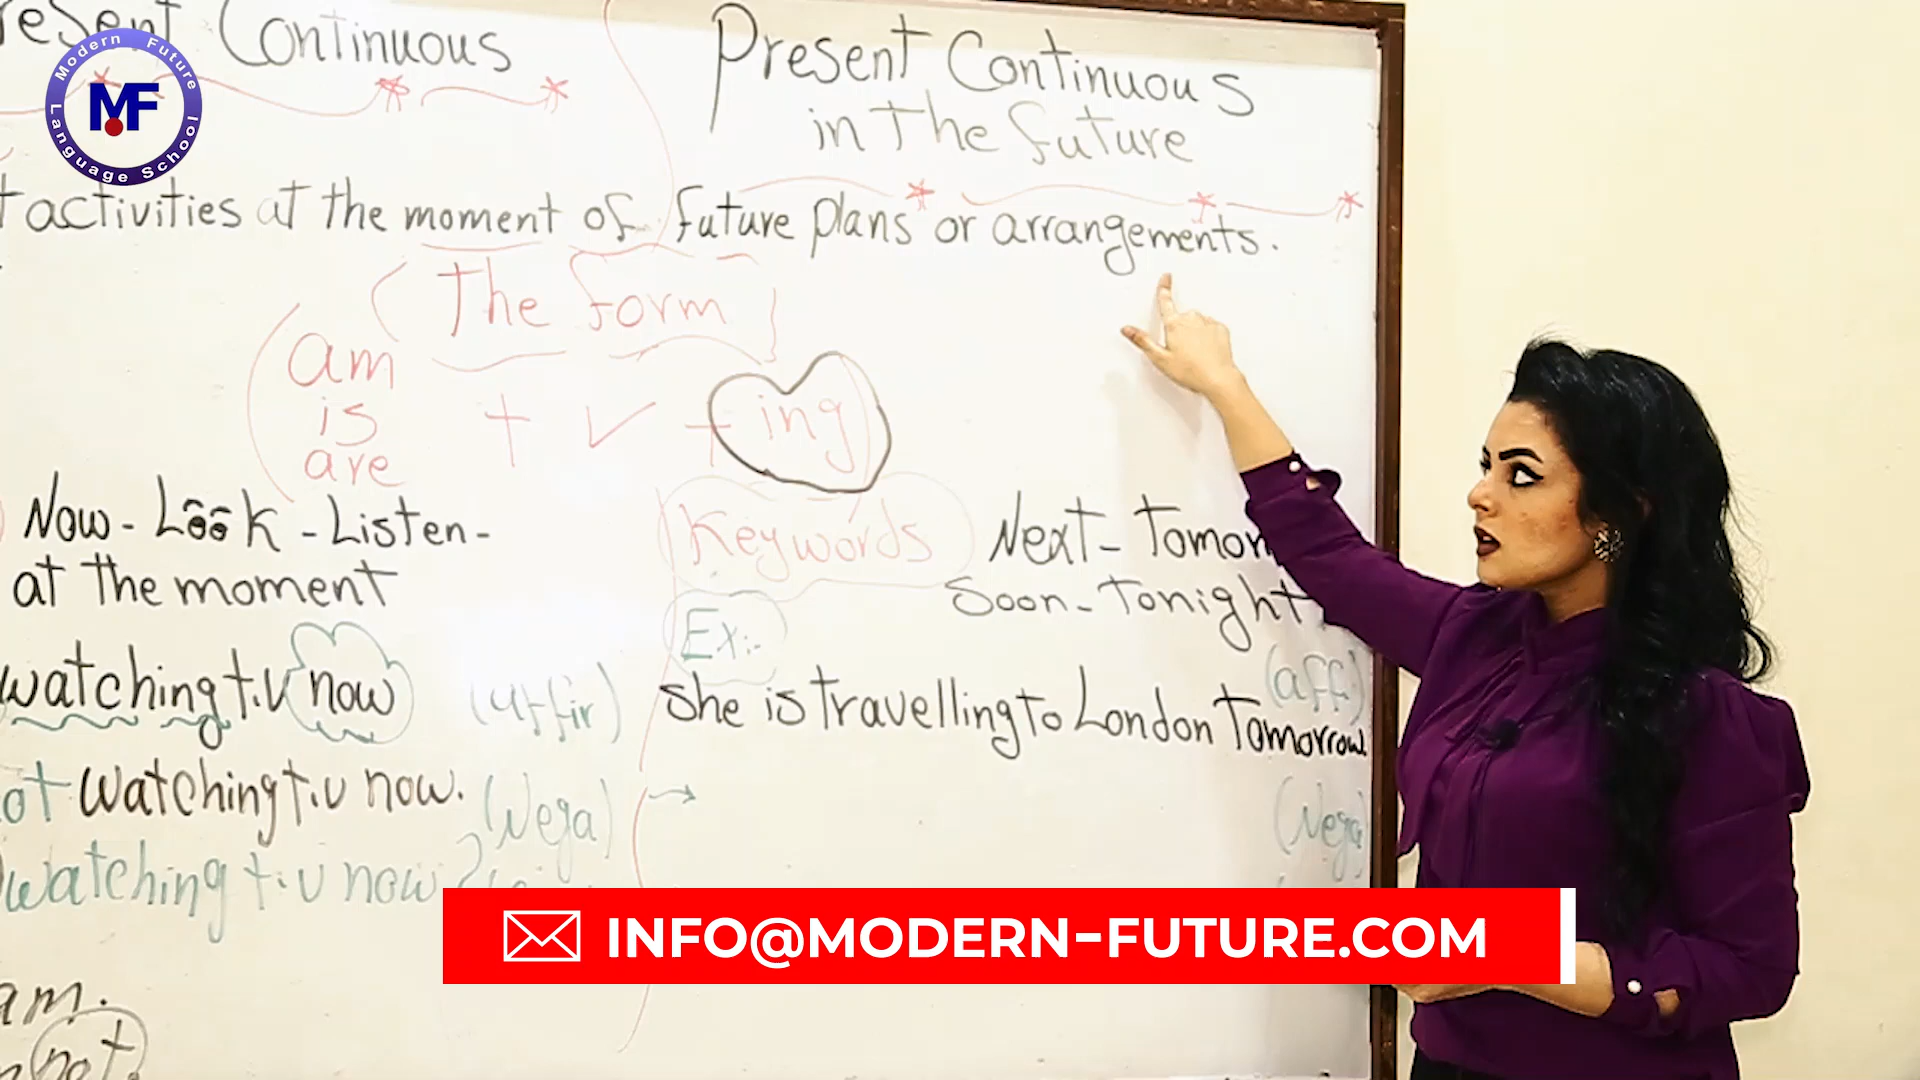 Modern Future
MF
Language School
Present Continuous
Present Continuous
in the future
activities at the moment of
future plans or arrangements.
The form
am
is
are
+ v + ing
Now - Look - Listen -
at the moment
Keywords
Next - Tomorr
Soon - Tonight
Ex:-
watching t.v now (affir)
she is travelling to London Tomorrow (aff)
ot watching t.v now. (Nega)
(Nega)
watching t.v now?
am.
not
INFO@MODERN-FUTURE.COM